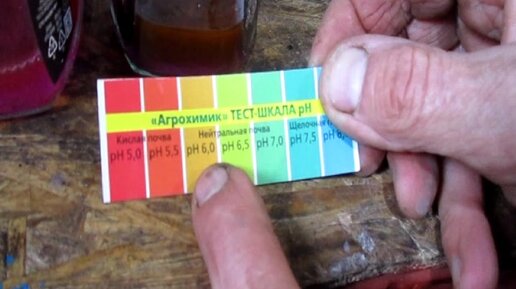 «Агрохимик» ТЕСТ-ШКАЛА pH
Кислая почва Нейтральная почва Щелочная
pH 5,0 pH 5,5 pH 6,0 pH 6,5 pH 7,0 pH 7,5 pH